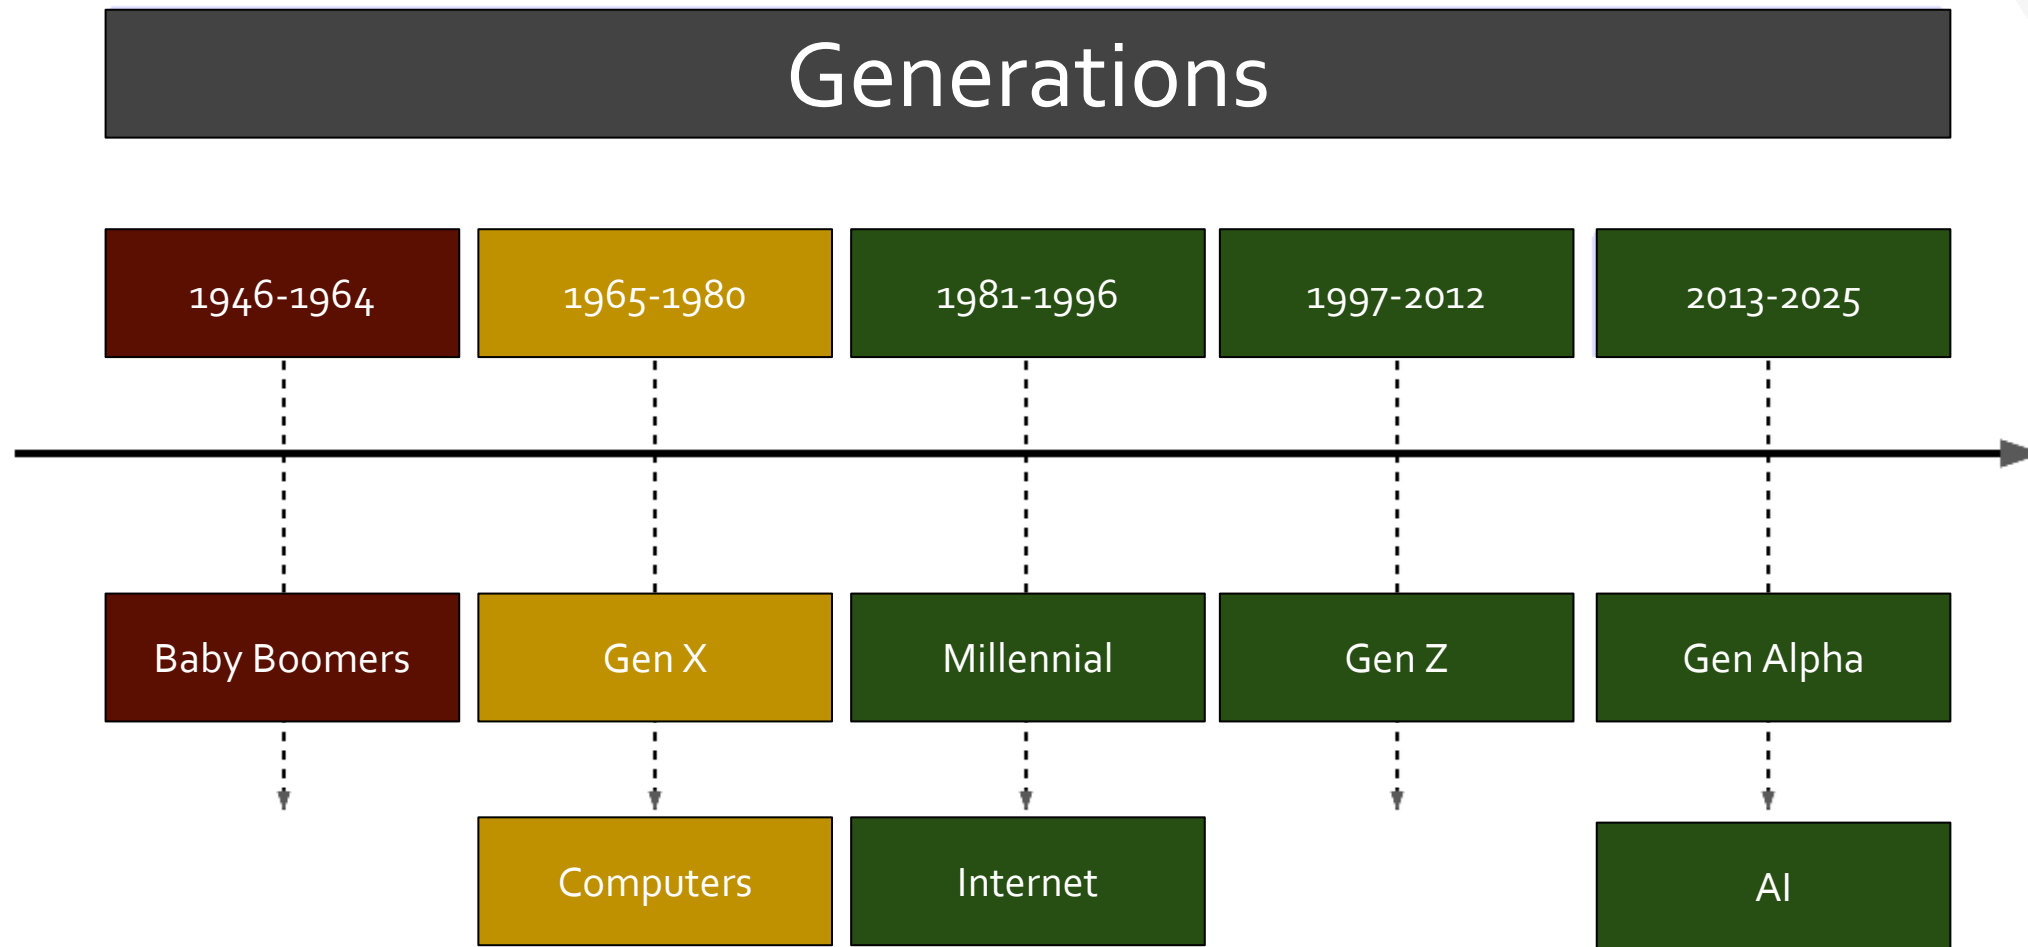 Generations
1946-1964
1965-1980
1981-1996
1997-2012
2013-2025
Baby Boomers
Gen X
Millennial
Gen Z
Gen Alpha
Computers
Internet
AI